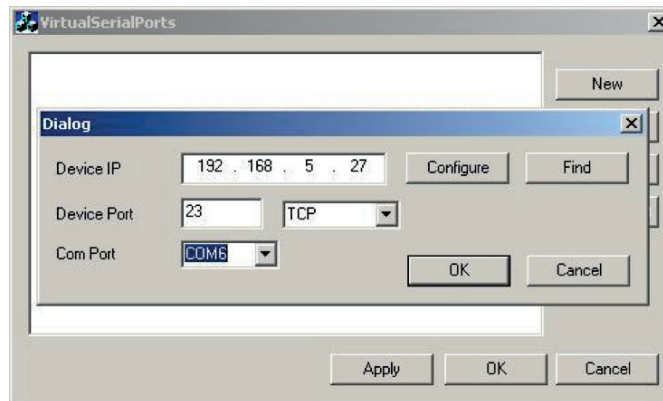 VirtualSerialPorts
New
Dialog
Device IP 192 . 168 . 5 . 27 Configure Find
Device Port 23 TCP
Com Port COM6
OK Cancel
Apply OK Cancel